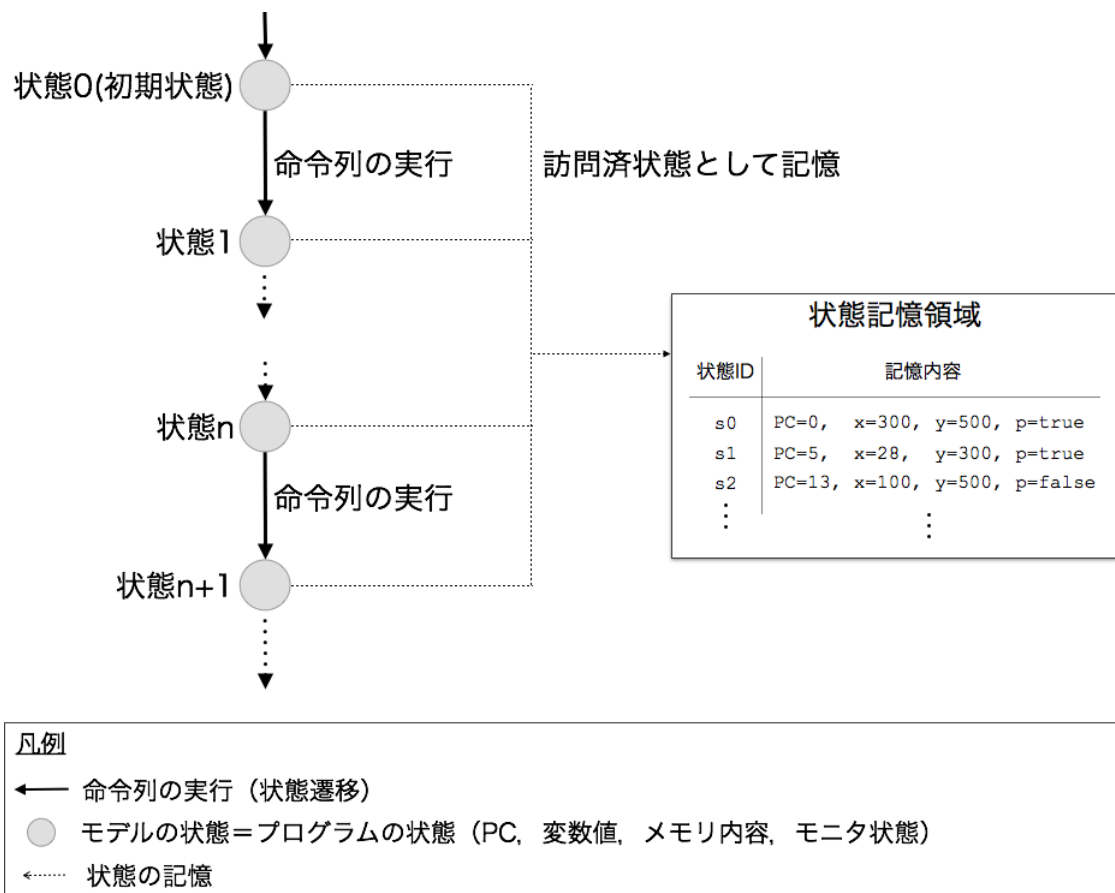 状態0(初期状態)
命令列の実行
訪問済状態として記憶
状態1
状態記憶領域
状態ID 記憶内容
s0 PC=0, x=300, y=500, p=true
s1 PC=5, x=28, y=300, p=true
s2 PC=13, x=100, y=500, p=false
状態n
命令列の実行
状態n+1
凡例
命令列の実行（状態遷移）
モデルの状態＝プログラムの状態（PC，変数値，メモリ内容，モニタ状態）
状態の記憶